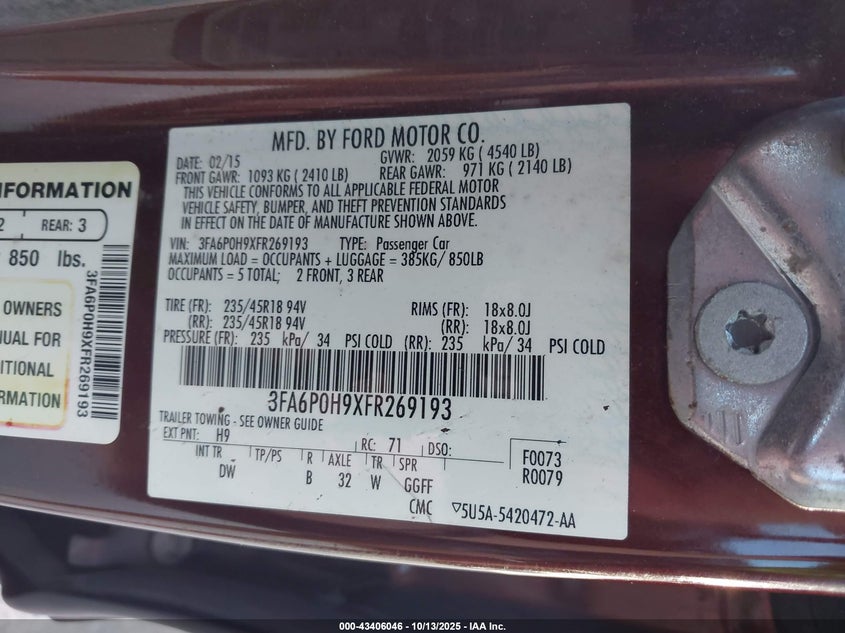 MFD. BY FORD MOTOR CO.
DATE: 02/15 GVWR: 2059 KG ( 4540 LB)
FRONT GAWR: 1093 KG ( 2410 LB) REAR GAWR: 971 KG ( 2140 LB)
THIS VEHICLE CONFORMS TO ALL APPLICABLE FEDERAL MOTOR
VEHICLE SAFETY, BUMPER, AND THEFT PREVENTION STANDARDS
IN EFFECT ON THE DATE OF MANUFACTURE SHOWN ABOVE.
VIN: 3FA6P0H9XFR269193 TYPE: Passenger Car
MAXIMUM LOAD = OCCUPANTS + LUGGAGE = 385KG/ 850LB
OCCUPANTS = 5 TOTAL; 2 FRONT, 3 REAR
TIRE (FR): 235/45R18 94V RIMS (FR): 18x8.0J
(RR): 235/45R18 94V (RR): 18x8.0J
PRESSURE (FR): 235 kPa/ 34 PSI COLD (RR): 235 kPa/ 34 PSI COLD
3FA6P0H9XFR269193
TRAILER TOWING - SEE OWNER GUIDE
EXT PNT: H9 RC: 71 DSO: F0073
INT TR TP/PS R AXLE TR SPR R0079
DW B 32 W GGFF
CMC ▽5U5A-5420472-AA
INFORMATION
2 REAR: 3
850 lbs.
OWNERS
FOR
INFORMATION
3FA6P0H9XFR269193
000-43406046 | 10/13/2025 - IAA Inc.